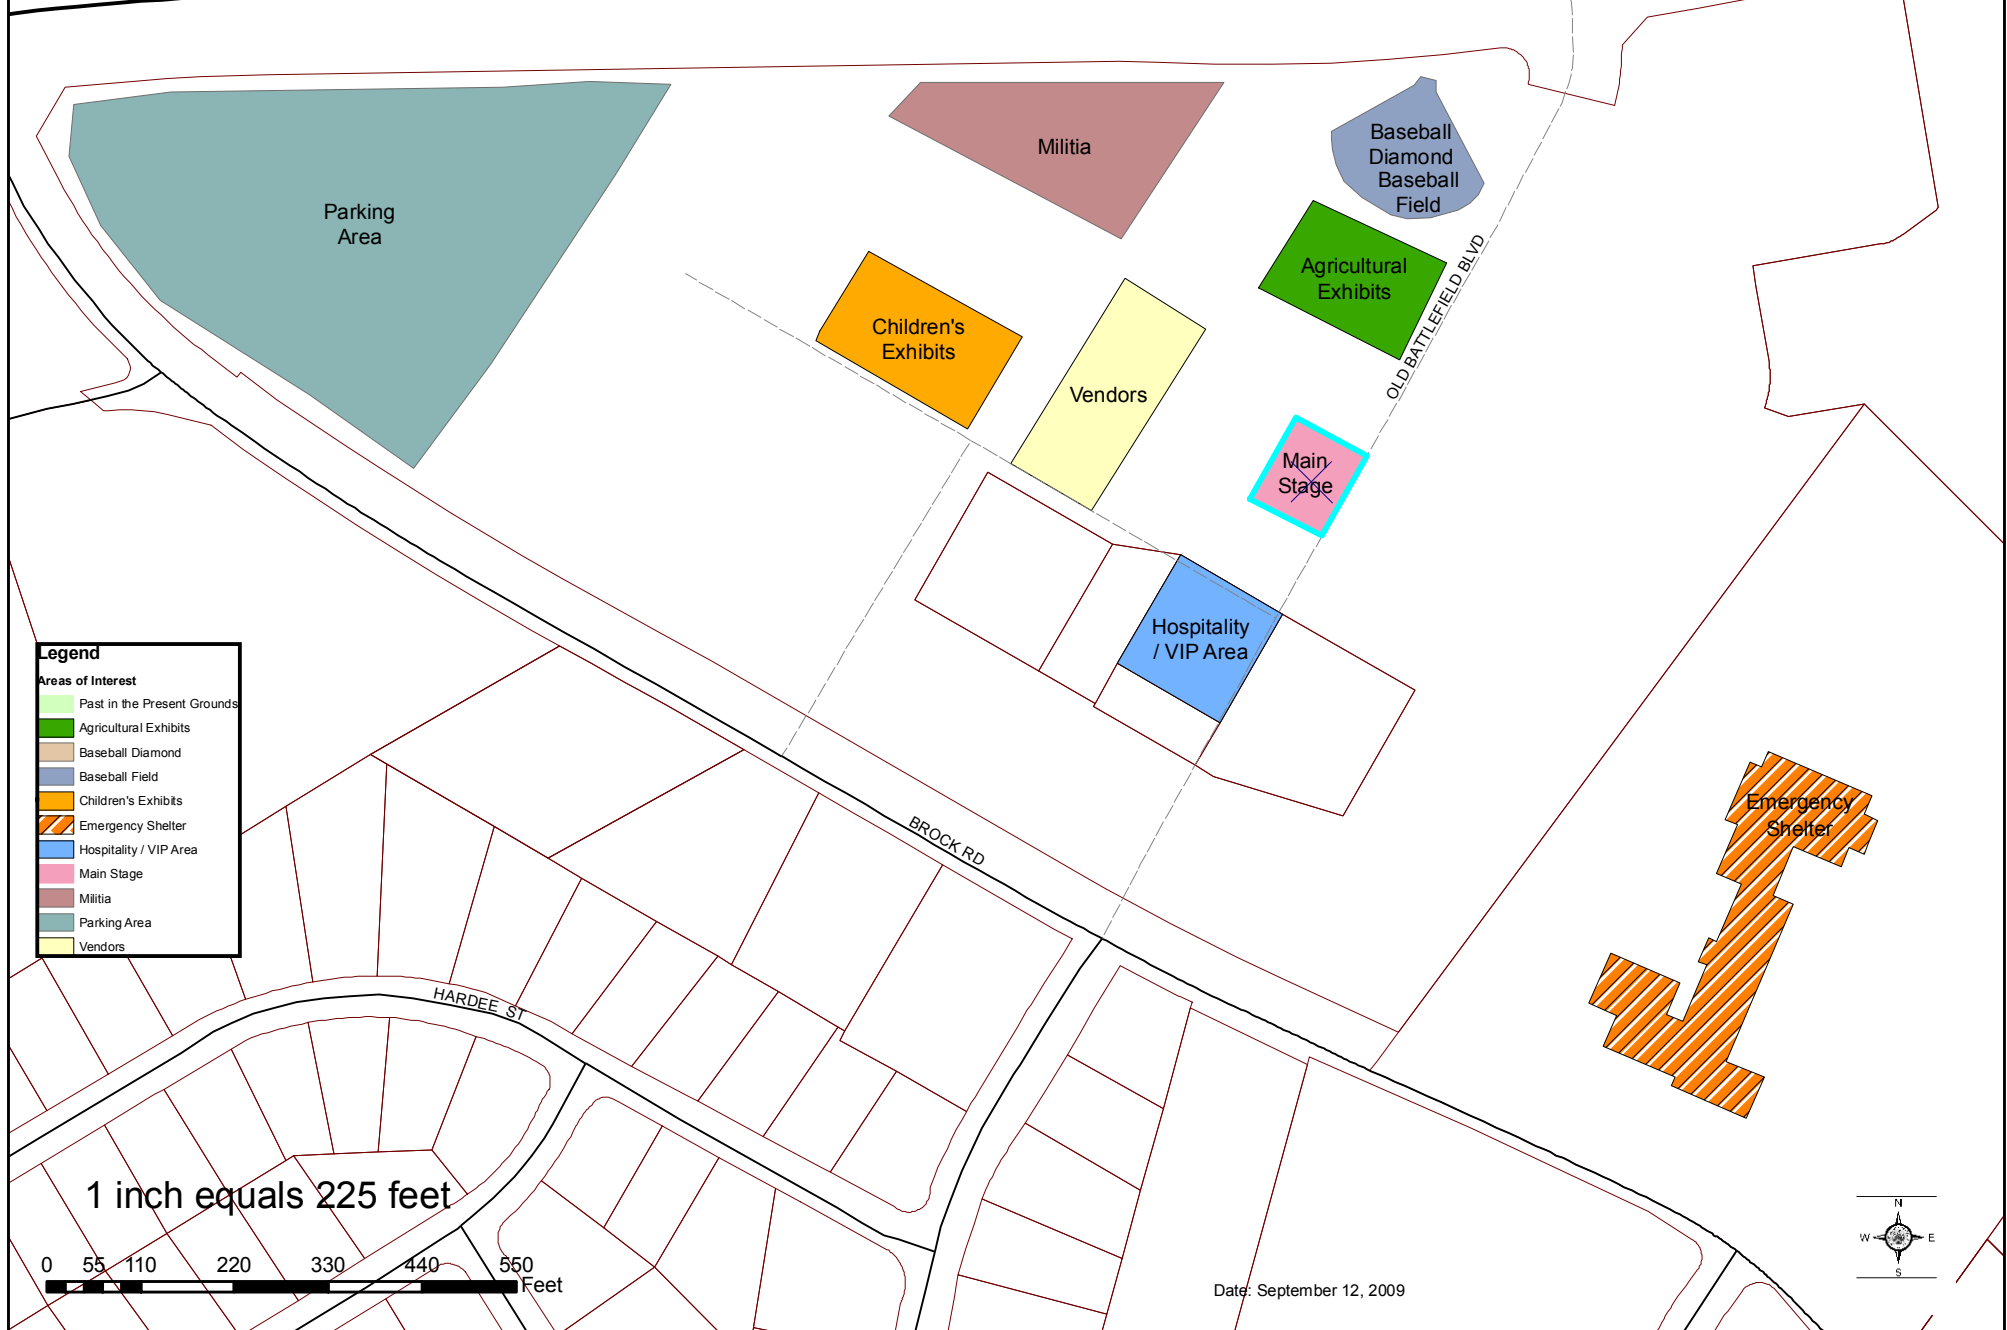 Baseball
Diamond
Baseball
Field
Militia
Parking
Area
Agricultural
Exhibits
OLD BATTLEFIELD BLVD
Children's
Exhibits
Vendors
Main
Stage
Hospitality
/ VIP Area
Legend
Areas of Interest
Past in the Present Grounds
Agricultural Exhibits
Baseball Diamond
Baseball Field
Children's Exhibits
Emergency Shelter
Hospitality / VIP Area
Main Stage
Militia
Parking Area
Vendors
Emergency
Shelter
BROCK RD
HARDEE ST
1 inch equals 225 feet
0 55 110 220 330 440 550
Feet
Date: September 12, 2009
N
W E
S